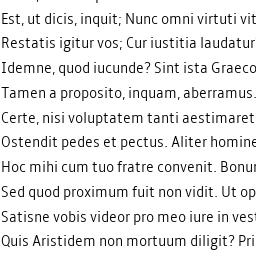 Est, ut dicis, inquit; Nunc omni virtuti vit
Restatis igitur vos; Cur iustitia laudatur
Idemne, quod iucunde? Sint ista Graeco
Tamen a proposito, inquam, aberramus.
Certe, nisi voluptatem tanti aestimaret
Ostendit pedes et pectus. Aliter homine
Hoc mihi cum tuo fratre convenit. Bonu
Sed quod proximum fuit non vidit. Ut op
Satisne vobis videor pro meo iure in vest
Quis Aristidem non mortuum diligit? Pri